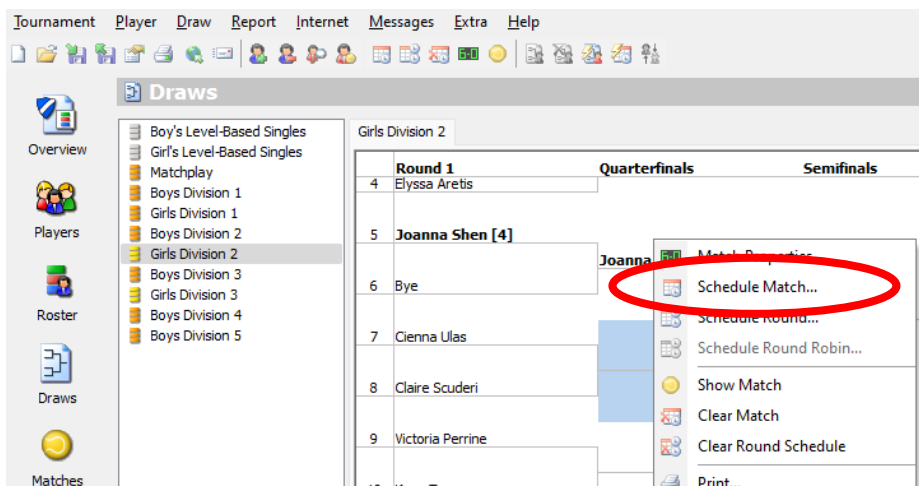 Tournament Player Draw Report Internet Messages Extra Help
6-0
Draws
Overview
Players
Roster
Draws
Matches
Boy's Level-Based Singles
Girl's Level-Based Singles
Matchplay
Boys Division 1
Girls Division 1
Boys Division 2
Girls Division 2
Boys Division 3
Girls Division 3
Boys Division 4
Boys Division 5
Girls Division 2
Round 1 Quarterfinals Semifinals
4 Elyssa Aretis
5 Joanna Shen [4]
Joanna
6 Bye
7 Cienna Ulas
8 Claire Scuderi
9 Victoria Perrine
Match Properties
Schedule Match...
Schedule Round...
Schedule Round Robin...
Show Match
Clear Match
Clear Round Schedule
Print...